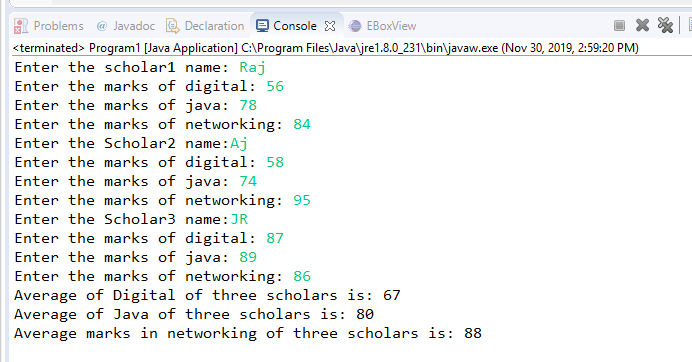 Problems @ Javadoc Declaration Console EBoxView
<terminated> Program1 [Java Application] C:\Program Files\Java\jre1.8.0_231\bin\javaw.exe (Nov 30, 2019, 2:59:20 PM)
Enter the scholar1 name: Raj
Enter the marks of digital: 56
Enter the marks of java: 78
Enter the marks of networking: 84
Enter the Scholar2 name:Aj
Enter the marks of digital: 58
Enter the marks of java: 74
Enter the marks of networking: 95
Enter the Scholar3 name:JR
Enter the marks of digital: 87
Enter the marks of java: 89
Enter the marks of networking: 86
Average of Digital of three scholars is: 67
Average of Java of three scholars is: 80
Average marks in networking of three scholars is: 88